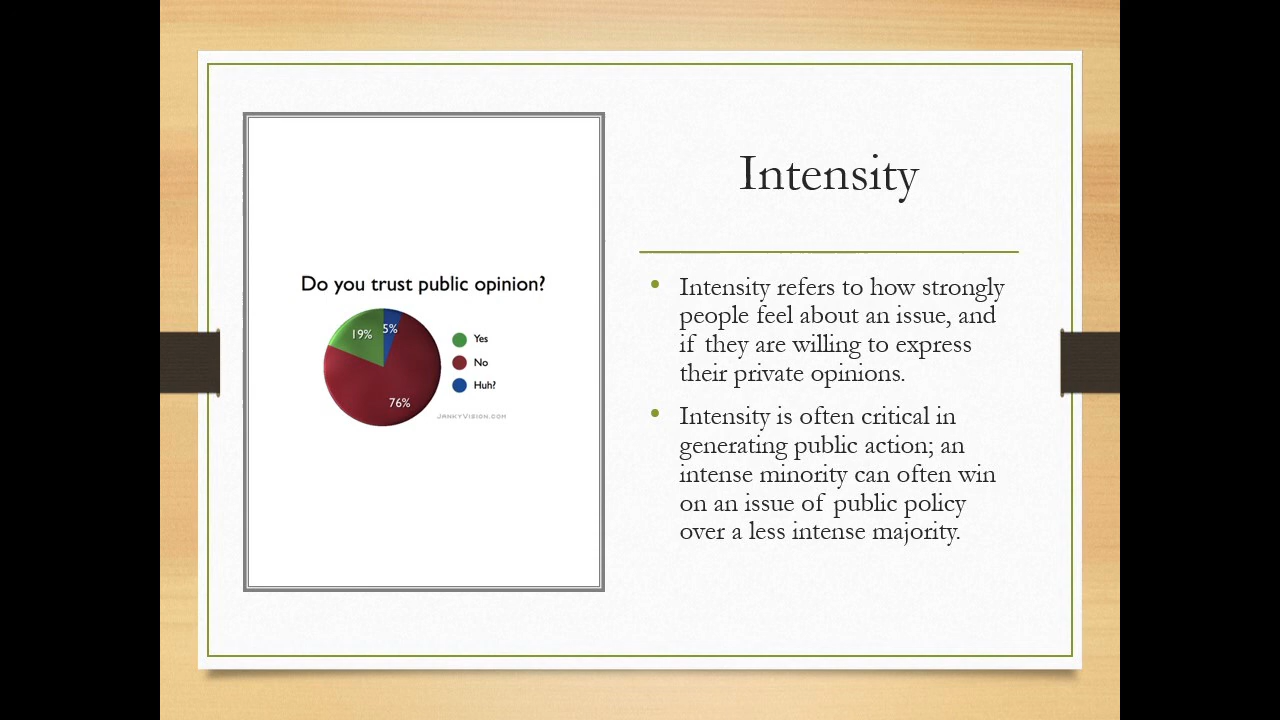 Do you trust public opinion?
19%
5%
76%
Yes
No
Huh?
JANKYVISION.COM
Intensity
• Intensity refers to how strongly
people feel about an issue, and
if they are willing to express
their private opinions.
• Intensity is often critical in
generating public action; an
intense minority can often win
on an issue of public policy
over a less intense majority.